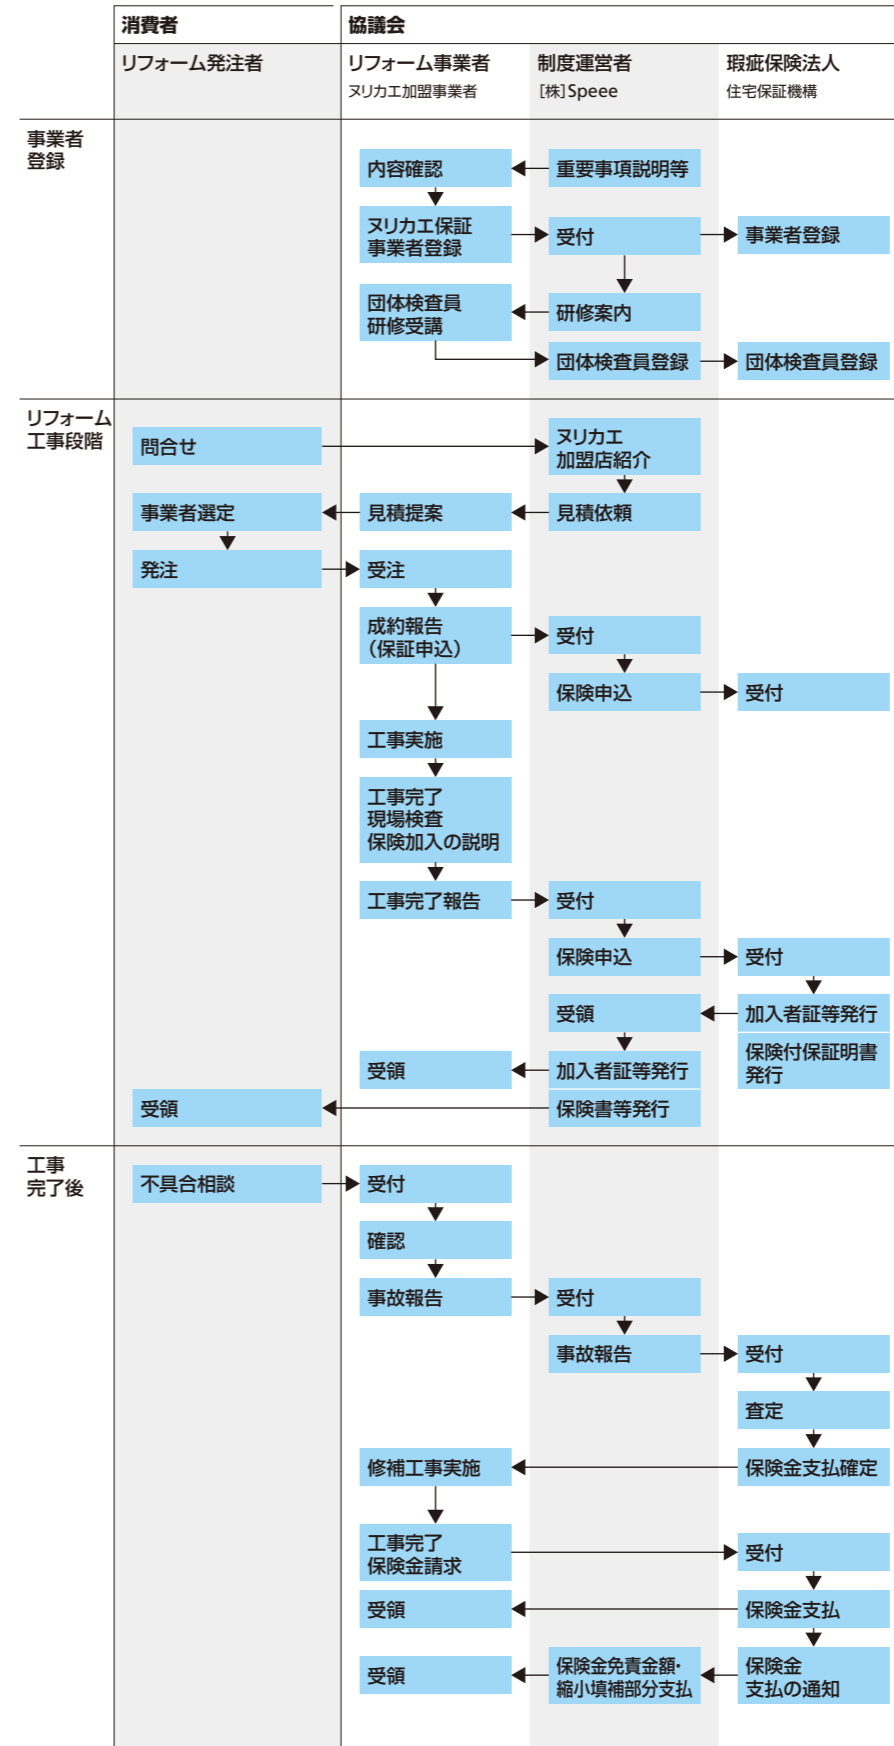 消費者
協議会
リフォーム発注者
リフォーム事業者
ヌリカエ加盟事業者
制度運営者
[株]Speee
瑕疵保険法人
住宅保証機構
事業者
登録
内容確認
重要事項説明等
ヌリカエ保証
事業者登録
受付
事業者登録
団体検査員
研修受講
研修案内
団体検査員登録
団体検査員登録
リフォーム
工事段階
問合せ
ヌリカエ
加盟店紹介
事業者選定
見積提案
見積依頼
発注
受注
成約報告
（保証申込）
受付
保険申込
受付
工事実施
工事完了
現場検査
保険加入の説明
工事完了報告
受付
保険申込
受付
受領
加入者証等発行
保険付保証明書
発行
受領
加入者証等発行
受領
保険書等発行
工事
完了後
不具合相談
受付
確認
事故報告
受付
事故報告
受付
査定
修補工事実施
保険金支払確定
工事完了
保険金請求
受付
受領
保険金支払
受領
保険金免責金額・
縮小填補部分支払
保険金
支払の通知